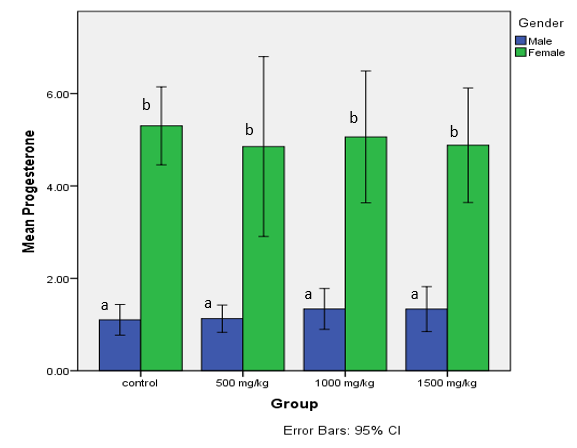 Gender
Male
Female
Mean Progesterone
6.00
4.00
2.00
0.00
a
b
a
b
a
b
a
b
control
500 mg/kg
1000 mg/kg
1500 mg/kg
Group
Error Bars: 95% CI